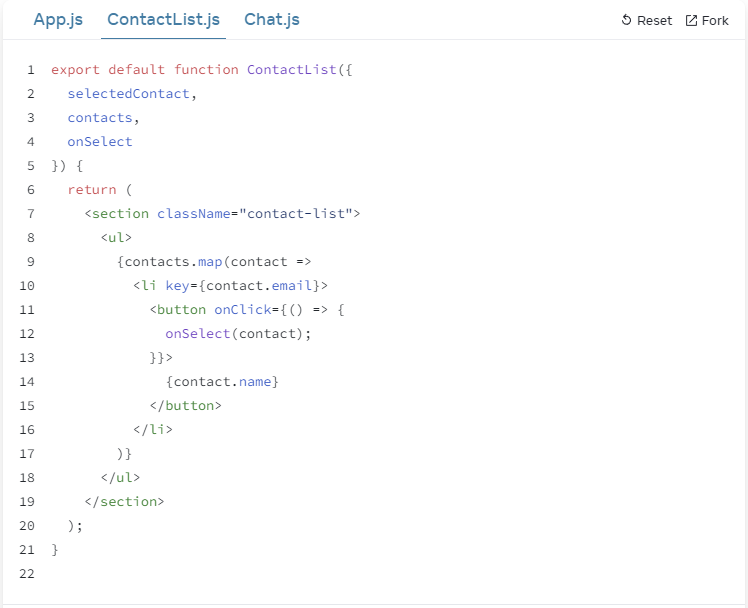 App.js ContactList.js Chat.js Reset Fork
1 export default function ContactList({
2   selectedContact,
3   contacts,
4   onSelect
5 }) {
6   return (
7     <section className="contact-list">
8       <ul>
9         {contacts.map(contact =>
10           <li key={contact.email}>
11             <button onClick={() => {
12               onSelect(contact);
13             }}>
14               {contact.name}
15             </button>
16           </li>
17         )}
18       </ul>
19     </section>
20   );
21 }
22